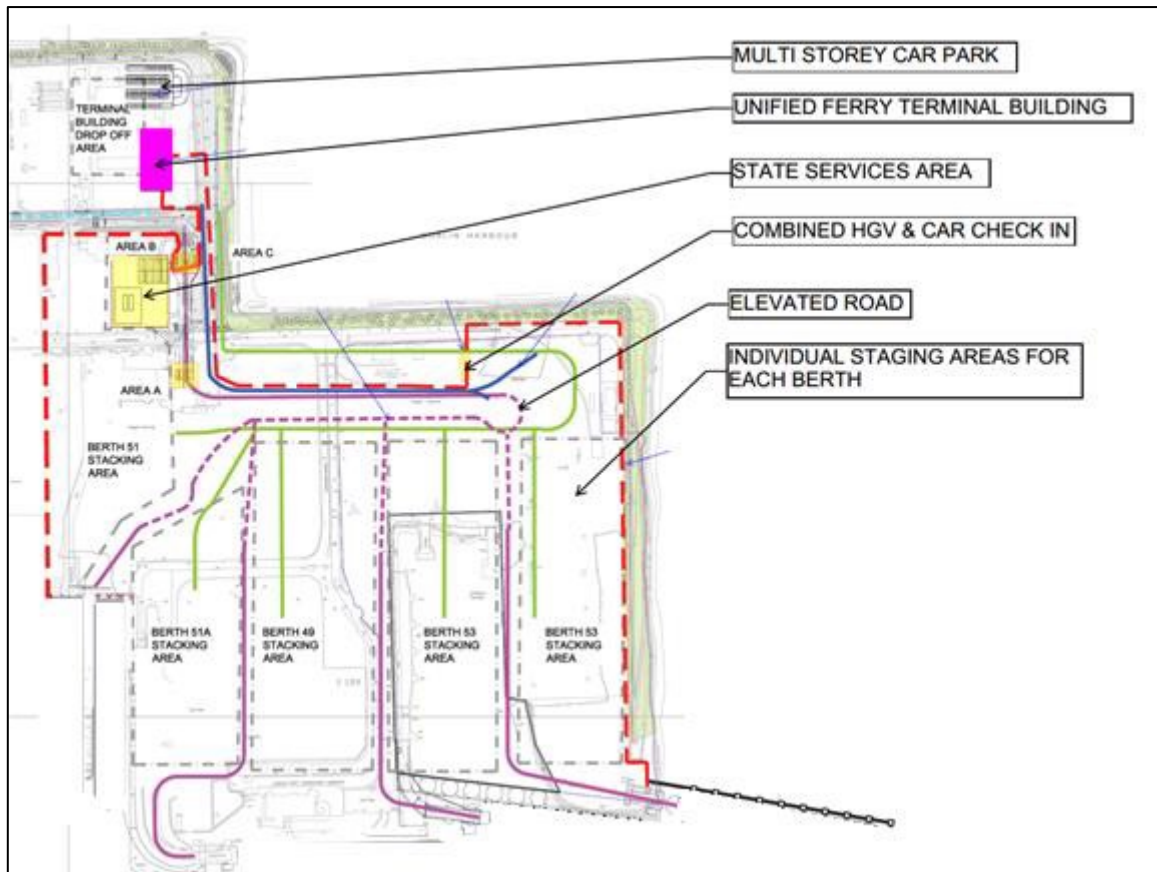 MULTI STOREY CAR PARK
UNIFIED FERRY TERMINAL BUILDING
TERMINAL
BUILDING
DROP OFF
AREA
STATE SERVICES AREA
COMBINED HGV & CAR CHECK IN
AREA B
AREA C
ELEVATED ROAD
INDIVIDUAL STAGING AREAS FOR
EACH BERTH
AREA A
BERTH 51
STACKING
AREA
BERTH 51A
STACKING
AREA
BERTH 49
STACKING
AREA
BERTH 53
STACKING
AREA
BERTH 53
STACKING
AREA